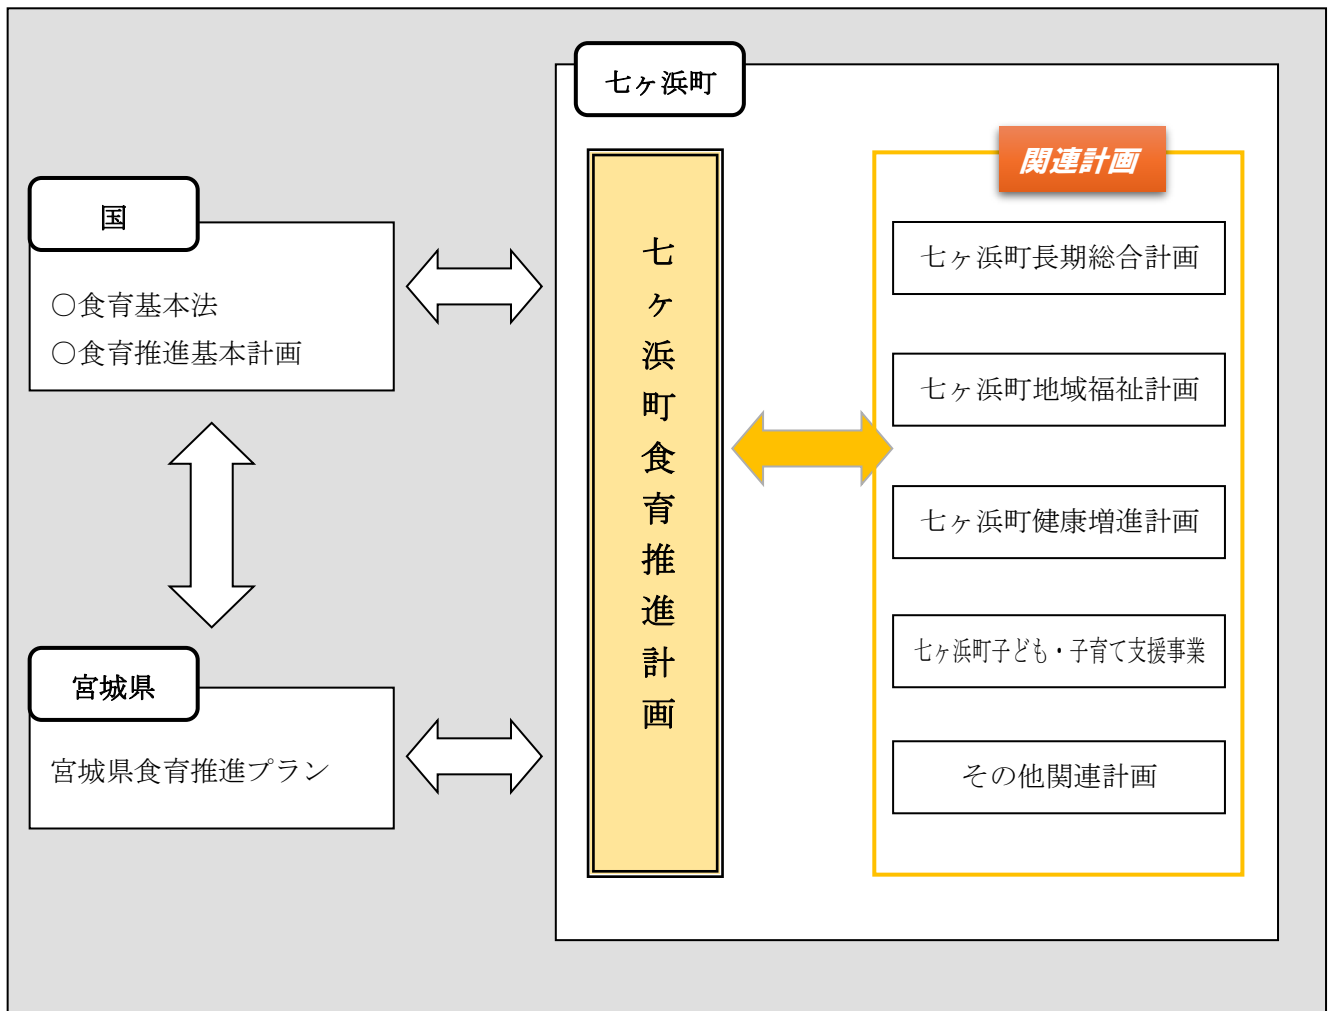 七ヶ浜町
関連計画
国
○食育基本法
○食育推進基本計画
宮城県
宮城県食育推進プラン
七ヶ浜町食育推進計画
七ヶ浜町長期総合計画
七ヶ浜町地域福祉計画
七ヶ浜町健康増進計画
七ヶ浜町子ども・子育て支援事業
その他関連計画